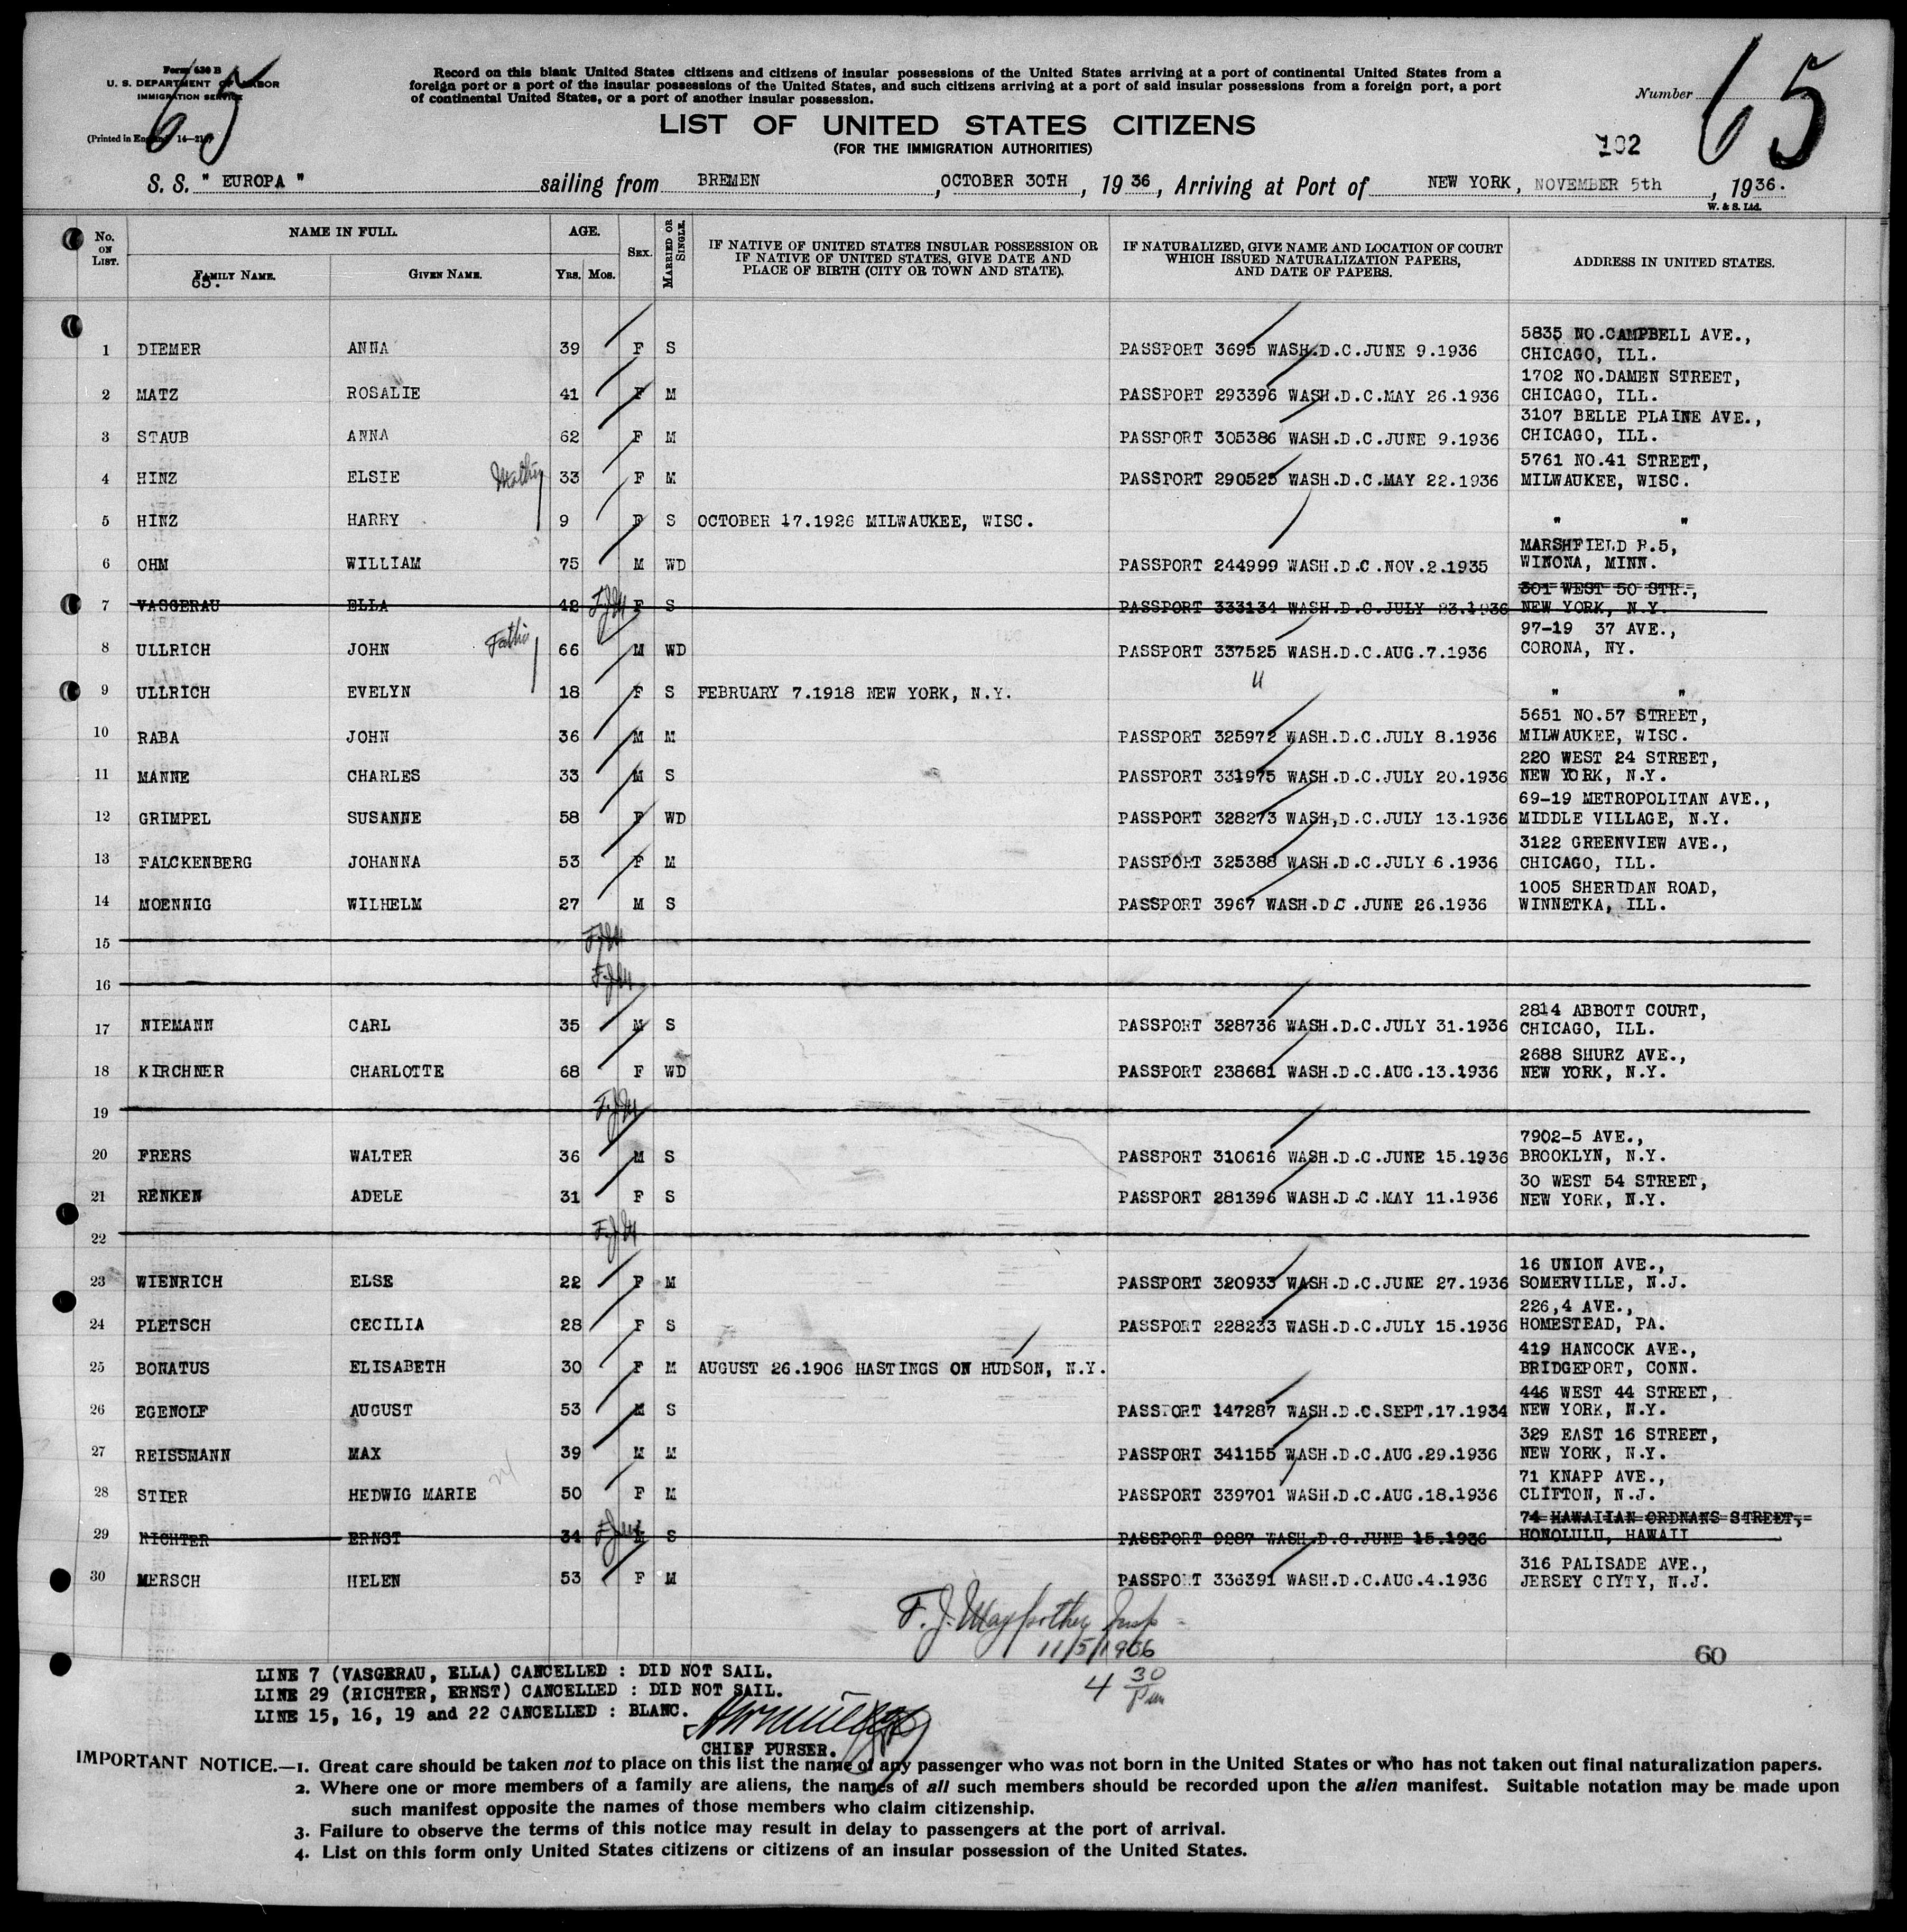 Form 630 B
U. S. DEPARTMENT OF LABOR
IMMIGRATION SERVICE
(Printed in England) 14—
65
Record on this blank United States citizens and citizens of insular possessions of the United States arriving at a port of continental United States from a
foreign port or a port of the insular possessions of the United States, and such citizens arriving at a port of said insular possessions from a foreign port, a port
of continental United States, or a port of another insular possession.
LIST OF UNITED STATES CITIZENS
(FOR THE IMMIGRATION AUTHORITIES)
Number 65
102
S. S. " EUROPA " sailing from BREMEN , OCTOBER 30TH , 19 36 , Arriving at Port of NEW YORK , NOVEMBER 5th , 19 36.
W. & S. Ltd.
No. ON LIST.
NAME IN FULL.
FAMILY NAME.
GIVEN NAME.
65.
AGE.
YRS. MOS.
SEX.
MARRIED OR SINGLE.
IF NATIVE OF UNITED STATES INSULAR POSSESSION OR
IF NATIVE OF UNITED STATES, GIVE DATE AND
PLACE OF BIRTH (CITY OR TOWN AND STATE).
IF NATURALIZED, GIVE NAME AND LOCATION OF COURT
WHICH ISSUED NATURALIZATION PAPERS,
AND DATE OF PAPERS.
ADDRESS IN UNITED STATES.
5835 NO.CAMPBELL AVE.,
1 DIEMER ANNA 39 F S PASSPORT 3695 WASH.D.C.JUNE 9.1936 CHICAGO, ILL.
1702 NO.DAMEN STREET,
2 MATZ ROSALIE 41 F M PASSPORT 293396 WASH.D.C.MAY 26.1936 CHICAGO, ILL.
3107 BELLE PLAINE AVE.,
3 STAUB ANNA 62 F M PASSPORT 305386 WASH.D.C.JUNE 9.1936 CHICAGO, ILL.
5761 NO.41 STREET,
4 HINZ ELSIE Mother 33 F M PASSPORT 290525 WASH.D.C.MAY 22.1936 MILWAUKEE, WISC.
5 HINZ HARRY 9 F S OCTOBER 17.1926 MILWAUKEE, WISC. " "
MARSHFIELD R.5,
6 OHM WILLIAM 75 M WD PASSPORT 244999 WASH.D.C.NOV.2.1935 WINONA, MINN.
301 WEST 50 STR.,
7 VASGERAU ELLA 42 F S PASSPORT 333134 WASH.D.C.JULY 23.1936 NEW YORK, N.Y.
97-19 37 AVE.,
8 ULLRICH JOHN Father 66 M WD PASSPORT 337525 WASH.D.C.AUG.7.1936 CORONA, NY.
9 ULLRICH EVELYN 18 F S FEBRUARY 7.1918 NEW YORK, N.Y. " " "
5651 NO.57 STREET,
10 RABA JOHN 36 M M PASSPORT 325972 WASH.D.C.JULY 8.1936 MILWAUKEE, WISC.
220 WEST 24 STREET,
11 MANNE CHARLES 33 M S PASSPORT 331975 WASH.D.C.JULY 20.1936 NEW YORK, N.Y.
69-19 METROPOLITAN AVE.,
12 GRIMPEL SUSANNE 58 F WD PASSPORT 328273 WASH,D.C.JULY 13.1936 MIDDLE VILLAGE, N.Y.
3122 GREENVIEW AVE.,
13 FALCKENBERG JOHANNA 53 F M PASSPORT 325388 WASH.D.C.JULY 6.1936 CHICAGO, ILL.
1005 SHERIDAN ROAD,
14 MOENNIG WILHELM 27 M S PASSPORT 3967 WASH.D.C.JUNE 26.1936 WINNETKA, ILL.
15
16
2814 ABBOTT COURT,
17 NIEMANN CARL 35 M S PASSPORT 328736 WASH.D.C.JULY 31.1936 CHICAGO, ILL.
2688 SHURZ AVE.,
18 KIRCHNER CHARLOTTE 68 F WD PASSPORT 238681 WASH.D.C.AUG.13.1936 NEW YORK, N.Y.
19
7902-5 AVE.,
20 FRERS WALTER 36 M S PASSPORT 310616 WASH.D.C.JUNE 15.1936 BROOKLYN, N.Y.
30 WEST 54 STREET,
21 RENKEN ADELE 31 F S PASSPORT 281396 WASH.D.C.MAY 11.1936 NEW YORK, N.Y.
22
16 UNION AVE.,
23 WIENRICH ELSE 22 F M PASSPORT 320933 WASH.D.C.JUNE 27.1936 SOMERVILLE, N.J.
226,4 AVE.,
24 PLETSCH CECILIA 28 F S PASSPORT 228233 WASH.D.C.JULY 15.1936 HOMESTEAD, PA.
419 HANCOCK AVE.,
25 BONATUS ELISABETH 30 F M AUGUST 26.1906 HASTINGS ON HUDSON, N.Y. BRIDGEPORT, CONN.
446 WEST 44 STREET,
26 EGENOLF AUGUST 53 M S PASSPORT 147287 WASH.D.C.SEPT.17.1934 NEW YORK, N.Y.
329 EAST 16 STREET,
27 REISSMANN MAX 39 M M PASSPORT 341155 WASH.D.C.AUG.29.1936 NEW YORK, N.Y.
71 KNAPP AVE.,
28 STIER HEDWIG MARIE 50 F M PASSPORT 339701 WASH.D.C.AUG.18.1936 CLIFTON, N.J.
74 HAWAIIAN ORDNANS STREET,
29 RICHTER ERNST 34 M S PASSPORT 9287 WASH.D.C.JUNE 15.1936 HONOLULU, HAWAII
316 PALISADE AVE.,
30 MERSCH HELEN 53 F M PASSPORT 336391 WASH.D.C.AUG.4.1936 JERSEY CIYTY, N.J.
F. J. Insp
11/5/1936
4 30 Pm
60
LINE 7 (VASGERAU, ELLA) CANCELLED : DID NOT SAIL.
LINE 29 (RICHTER, ERNST) CANCELLED : DID NOT SAIL.
LINE 15, 16, 19 and 22 CANCELLED : BLANC.
CHIEF PURSER.
IMPORTANT NOTICE.—1. Great care should be taken not to place on this list the name of any passenger who was not born in the United States or who has not taken out final naturalization papers.
2. Where one or more members of a family are aliens, the names of all such members should be recorded upon the alien manifest. Suitable notation may be made upon
such manifest opposite the names of those members who claim citizenship.
3. Failure to observe the terms of this notice may result in delay to passengers at the port of arrival.
4. List on this form only United States citizens or citizens of an insular possession of the United States.